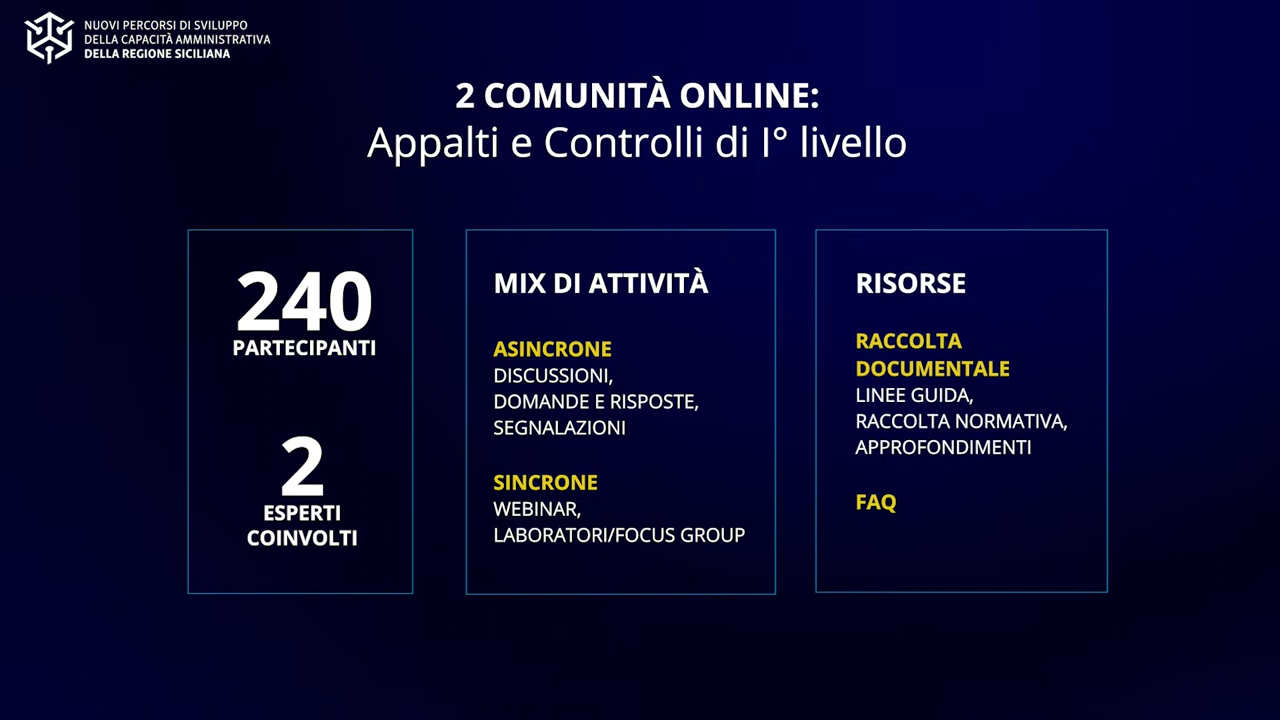 NUOVI PERCORSI DI SVILUPPO
DELLA CAPACITÀ AMMINISTRATIVA
DELLA REGIONE SICILIANA
2 COMUNITÀ ONLINE:
Appalti e Controlli di I° livello
240
PARTECIPANTI
2
ESPERTI
COINVOLTI
MIX DI ATTIVITÀ
ASINCRONE
DISCUSSIONI,
DOMANDE E RISPOSTE,
SEGNALAZIONI
SINCRONE
WEBINAR,
LABORATORI/FOCUS GROUP
RISORSE
RACCOLTA
DOCUMENTALE
LINEE GUIDA,
RACCOLTA NORMATIVA,
APPROFONDIMENTI
FAQ